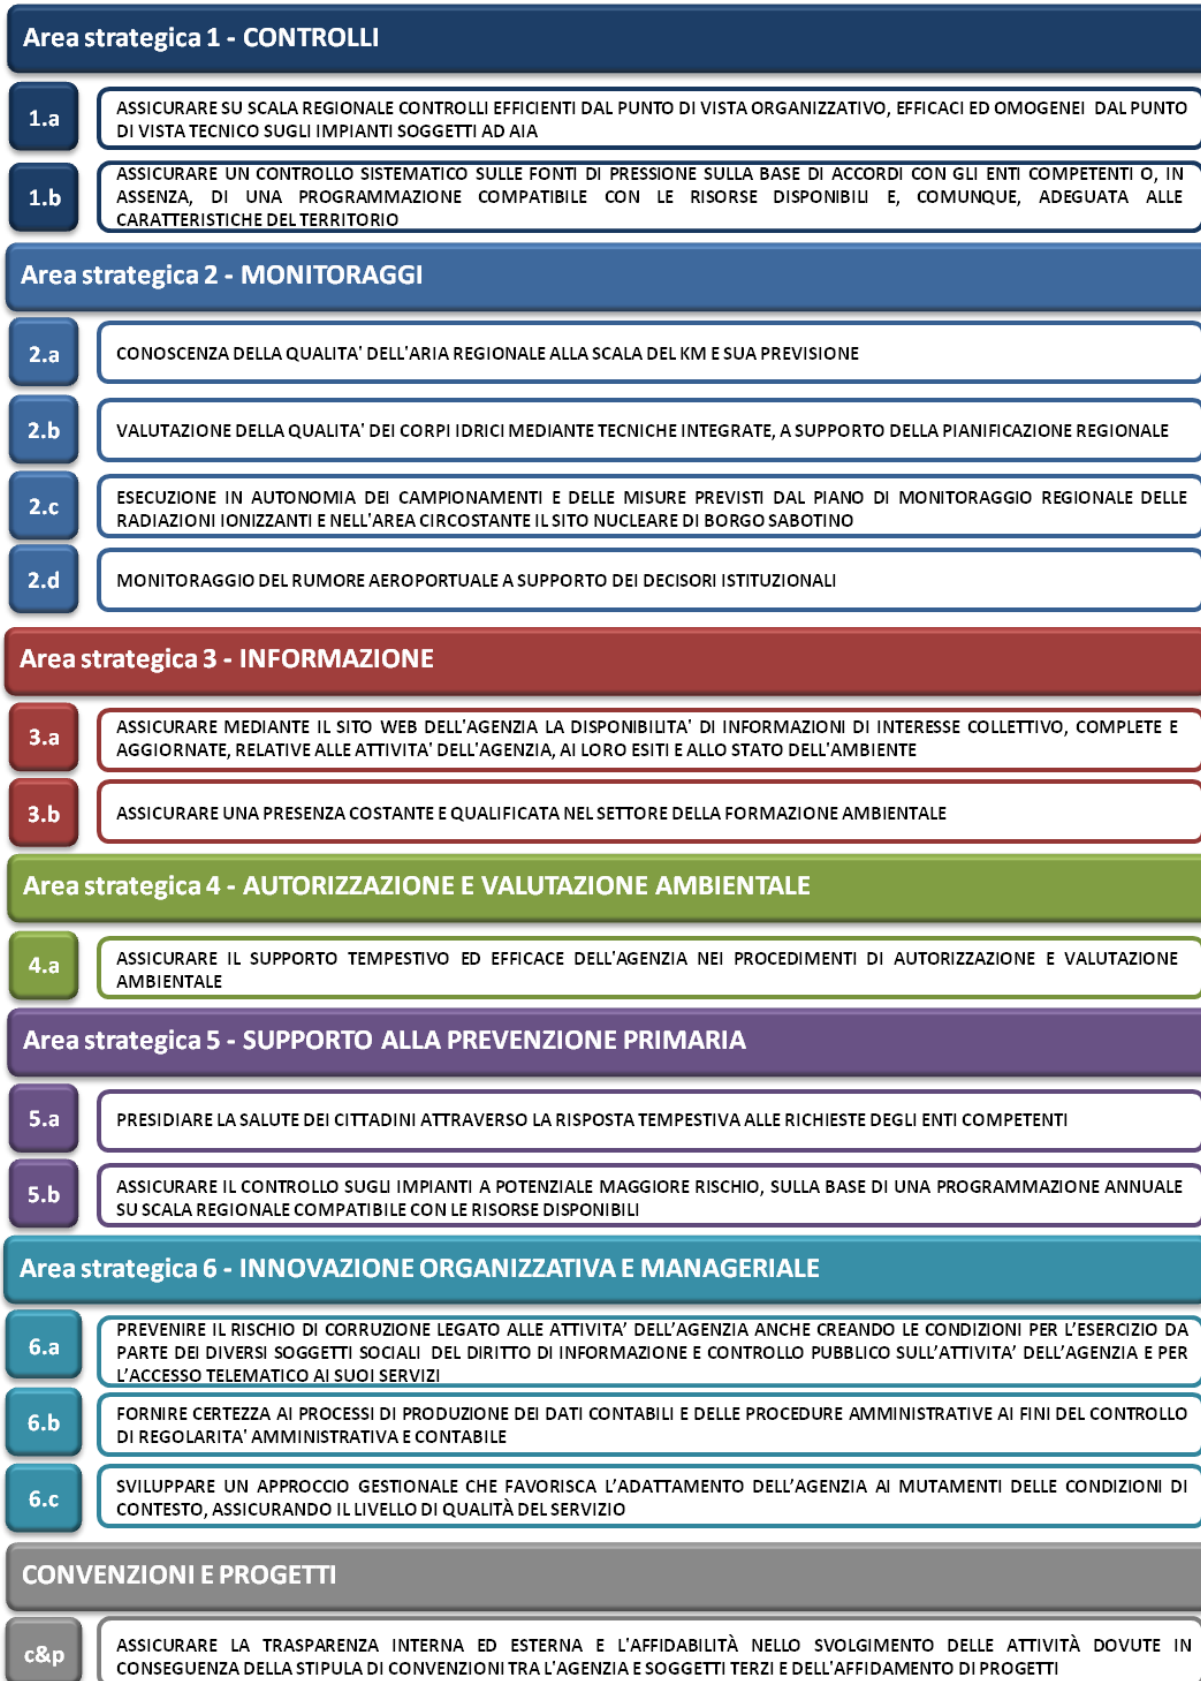 Area strategica 1 - CONTROLLI
1.a
ASSICURARE SU SCALA REGIONALE CONTROLLI EFFICIENTI DAL PUNTO DI VISTA ORGANIZZATIVO, EFFICACI ED OMOGENEI DAL PUNTO
DI VISTA TECNICO SUGLI IMPIANTI SOGGETTI AD AIA
1.b
ASSICURARE UN CONTROLLO SISTEMATICO SULLE FONTI DI PRESSIONE SULLA BASE DI ACCORDI CON GLI ENTI COMPETENTI O, IN
ASSENZA, DI UNA PROGRAMMAZIONE COMPATIBILE CON LE RISORSE DISPONIBILI E, COMUNQUE, ADEGUATA ALLE
CARATTERISTICHE DEL TERRITORIO
Area strategica 2 - MONITORAGGI
2.a
CONOSCENZA DELLA QUALITA' DELL'ARIA REGIONALE ALLA SCALA DEL KM E SUA PREVISIONE
2.b
VALUTAZIONE DELLA QUALITA' DEI CORPI IDRICI MEDIANTE TECNICHE INTEGRATE, A SUPPORTO DELLA PIANIFICAZIONE REGIONALE
2.c
ESECUZIONE IN AUTONOMIA DEI CAMPIONAMENTI E DELLE MISURE PREVISTI DAL PIANO DI MONITORAGGIO REGIONALE DELLE
RADIAZIONI IONIZZANTI E NELL'AREA CIRCOSTANTE IL SITO NUCLEARE DI BORGO SABOTINO
2.d
MONITORAGGIO DEL RUMORE AEROPORTUALE A SUPPORTO DEI DECISORI ISTITUZIONALI
Area strategica 3 - INFORMAZIONE
3.a
ASSICURARE MEDIANTE IL SITO WEB DELL'AGENZIA LA DISPONIBILITA' DI INFORMAZIONI DI INTERESSE COLLETTIVO, COMPLETE E
AGGIORNATE, RELATIVE ALLE ATTIVITA' DELL'AGENZIA, AI LORO ESITI E ALLO STATO DELL'AMBIENTE
3.b
ASSICURARE UNA PRESENZA COSTANTE E QUALIFICATA NEL SETTORE DELLA FORMAZIONE AMBIENTALE
Area strategica 4 - AUTORIZZAZIONE E VALUTAZIONE AMBIENTALE
4.a
ASSICURARE IL SUPPORTO TEMPESTIVO ED EFFICACE DELL'AGENZIA NEI PROCEDIMENTI DI AUTORIZZAZIONE E VALUTAZIONE
AMBIENTALE
Area strategica 5 - SUPPORTO ALLA PREVENZIONE PRIMARIA
5.a
PRESIDIARE LA SALUTE DEI CITTADINI ATTRAVERSO LA RISPOSTA TEMPESTIVA ALLE RICHIESTE DEGLI ENTI COMPETENTI
5.b
ASSICURARE IL CONTROLLO SUGLI IMPIANTI A POTENZIALE MAGGIORE RISCHIO, SULLA BASE DI UNA PROGRAMMAZIONE ANNUALE
SU SCALA REGIONALE COMPATIBILE CON LE RISORSE DISPONIBILI
Area strategica 6 - INNOVAZIONE ORGANIZZATIVA E MANAGERIALE
6.a
PREVENIRE IL RISCHIO DI CORRUZIONE LEGATO ALLE ATTIVITA' DELL'AGENZIA ANCHE CREANDO LE CONDIZIONI PER L'ESERCIZIO DA
PARTE DEI DIVERSI SOGGETTI SOCIALI DEL DIRITTO DI INFORMAZIONE E CONTROLLO PUBBLICO SULL'ATTIVITA' DELL'AGENZIA E PER
L'ACCESSO TELEMATICO AI SUOI SERVIZI
6.b
FORNIRE CERTEZZA AI PROCESSI DI PRODUZIONE DEI DATI CONTABILI E DELLE PROCEDURE AMMINISTRATIVE AI FINI DEL CONTROLLO
DI REGOLARITA' AMMINISTRATIVA E CONTABILE
6.c
SVILUPPARE UN APPROCCIO GESTIONALE CHE FAVORISCA L'ADATTAMENTO DELL'AGENZIA AI MUTAMENTI DELLE CONDIZIONI DI
CONTESTO, ASSICURANDO IL LIVELLO DI QUALITÀ DEL SERVIZIO
CONVENZIONI E PROGETTI
c&p
ASSICURARE LA TRASPARENZA INTERNA ED ESTERNA E L'AFFIDABILITÀ NELLO SVOLGIMENTO DELLE ATTIVITÀ DOVUTE IN
CONSEGUENZA DELLA STIPULA DI CONVENZIONI TRA L'AGENZIA E SOGGETTI TERZI E DELL'AFFIDAMENTO DI PROGETTI